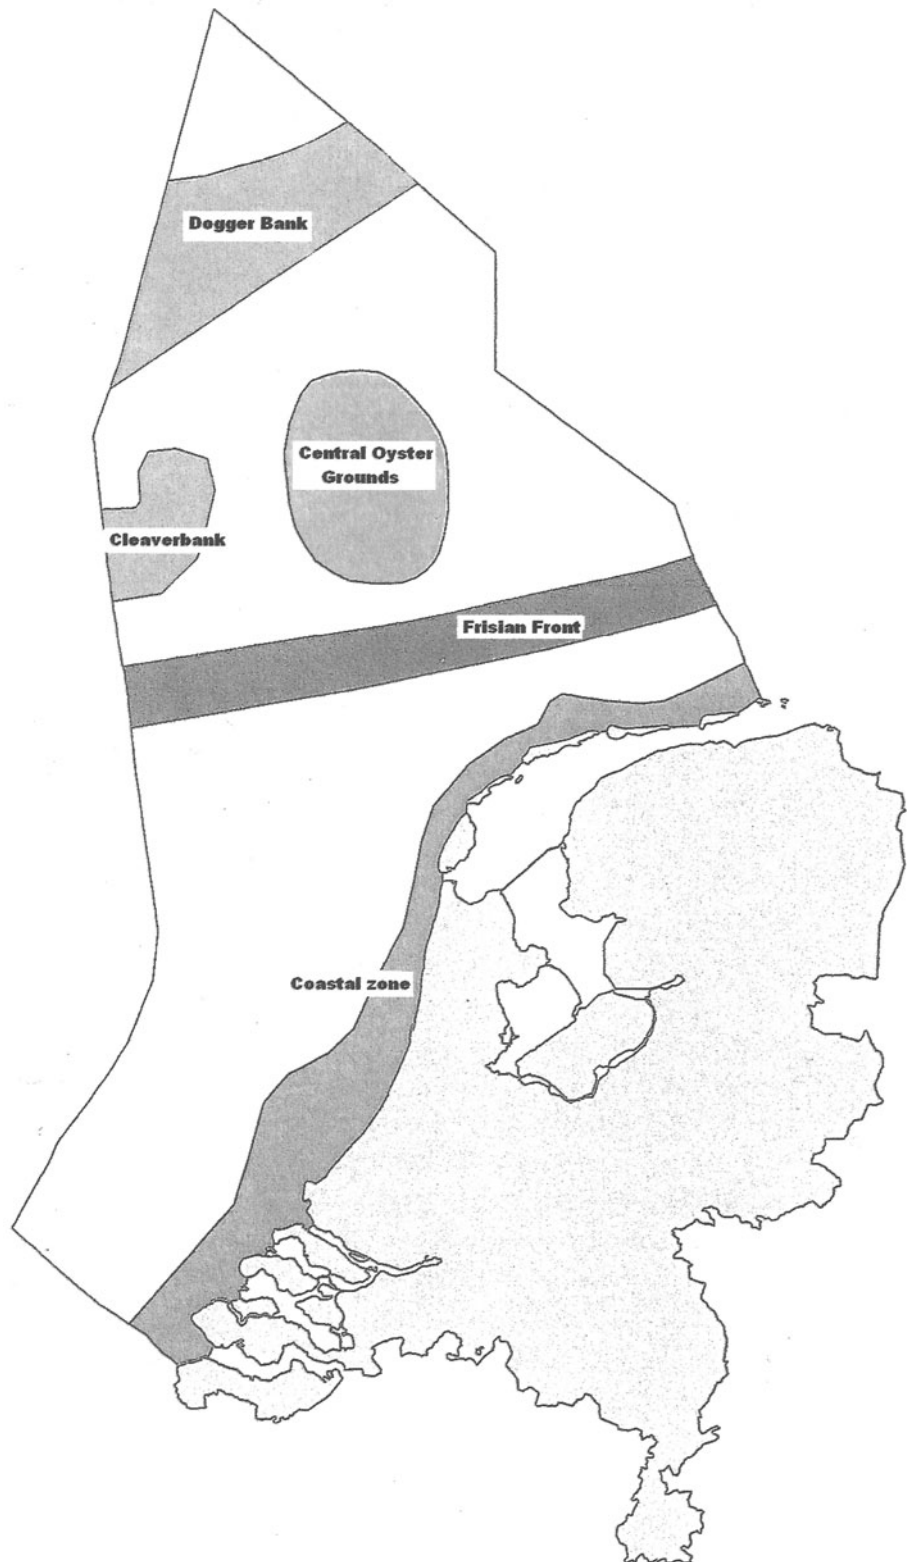 Dogger Bank
Central Oyster
Grounds
Cleaverbank
Frisian Front
Coastal zone